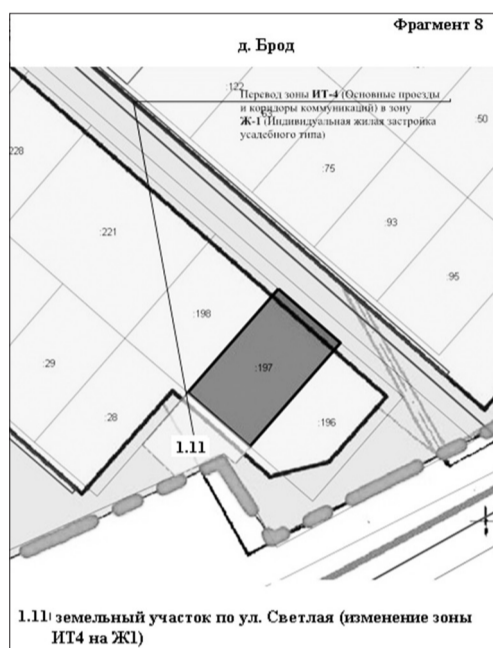 Фрагмент 8
д. Брод
:122
Перевод зоны ИТ-4 (Основные проезды
и коридоры коммуникаций) в зону
Ж-1 (Индивидуальная жилая застройка
усадебного типа)
:50
:228
:75
:221
:93
:95
:198
:197
:29
:28
:196
1.11
1.11 земельный участок по ул. Светлая (изменение зоны
ИТ4 на Ж1)